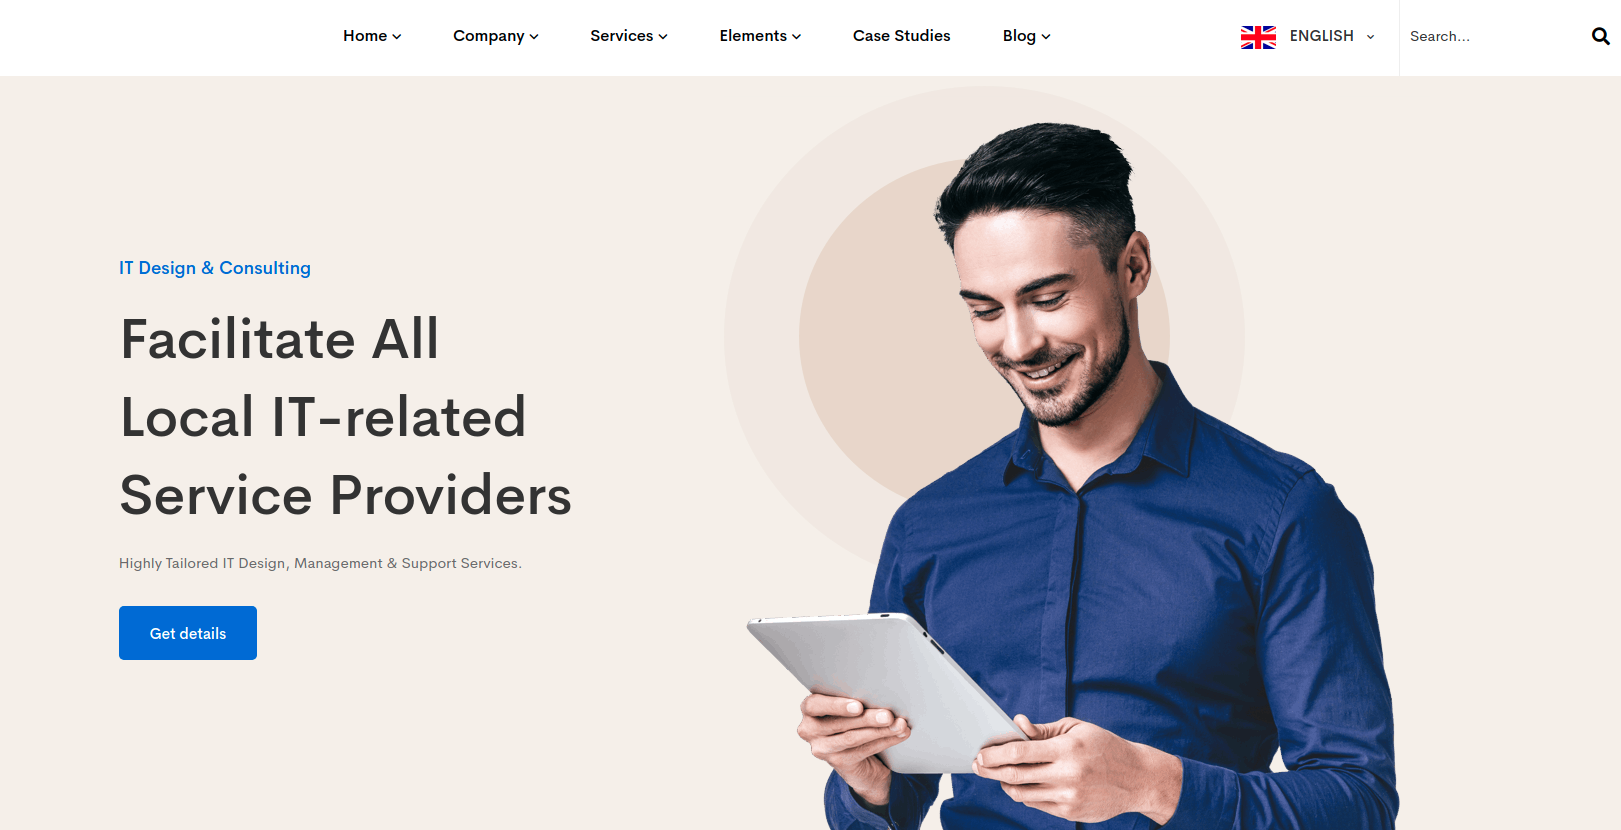 Home Company Services Elements Case Studies Blog ENGLISH Search...
IT Design & Consulting
Facilitate All
Local IT-related
Service Providers
Highly Tailored IT Design, Management & Support Services.
Get details